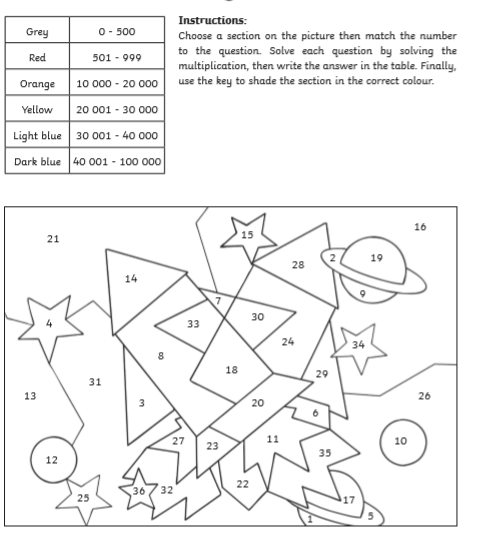 Grey 0 - 500
Red 501 - 999
Orange 10 000 - 20 000
Yellow 20 001 - 30 000
Light blue 30 001 - 40 000
Dark blue 40 001 - 100 000
Instructions:
Choose a section on the picture then match the number
to the question. Solve each question by solving the
multiplication, then write the answer in the table. Finally,
use the key to shade the section in the correct colour.
16
15
21
2 19
28
14
9
7
30
4 33
24 34
8
18
29
31
13 26
3 20
6
27 11 10
23
35
12
22
36 32
25 17
1 5